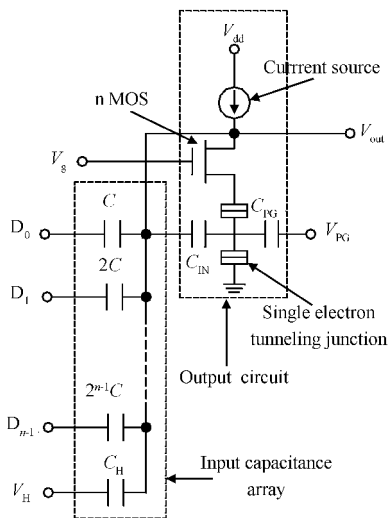 V_dd
Currrent source
n MOS
V_out
V_g
C
C_PG
D_0
V_PG
C_IN
2C
D_1
Single electron
tunneling junction
Output circuit
2^{n-1}C
D_{n-1}
C_H
Input capacitance
array
V_H